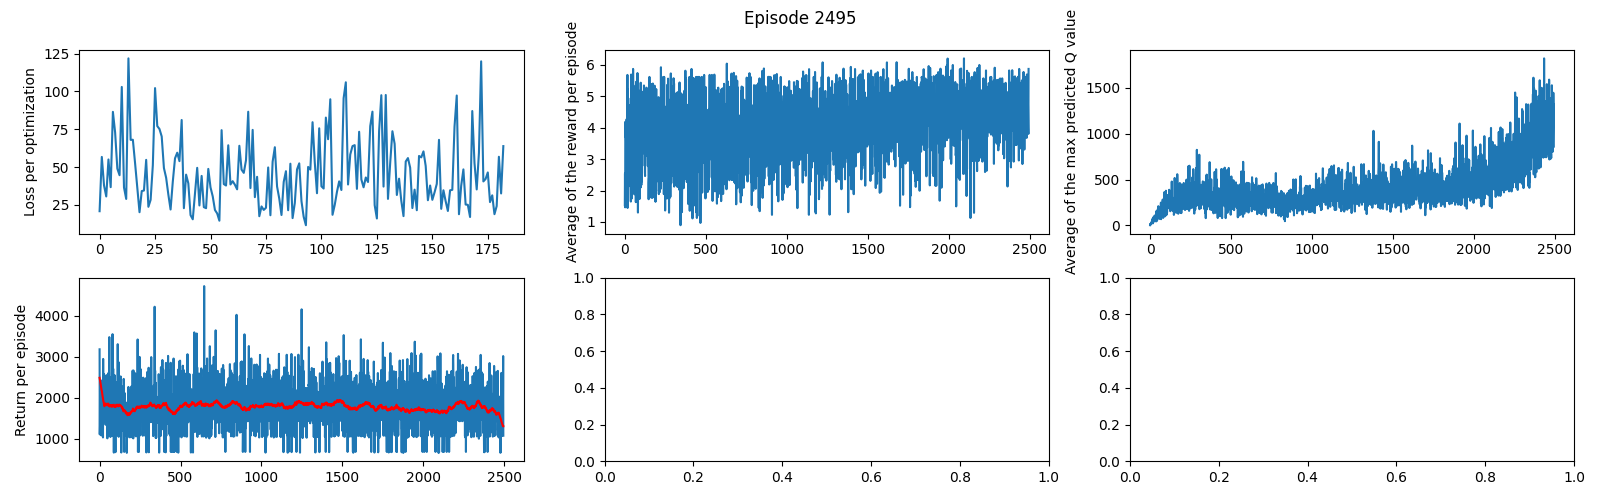 Episode 2495
Loss per optimization
125
100
75
50
25
0 25 50 75 100 125 150 175
Average of the reward per episode
6
5
4
3
2
1
0 500 1000 1500 2000 2500
Average of the max predicted Q value
1500
1000
500
0
0 500 1000 1500 2000 2500
Return per episode
4000
3000
2000
1000
0 500 1000 1500 2000 2500
1.0
0.8
0.6
0.4
0.2
0.0
0.0 0.2 0.4 0.6 0.8 1.0
1.0
0.8
0.6
0.4
0.2
0.0
0.0 0.2 0.4 0.6 0.8 1.0